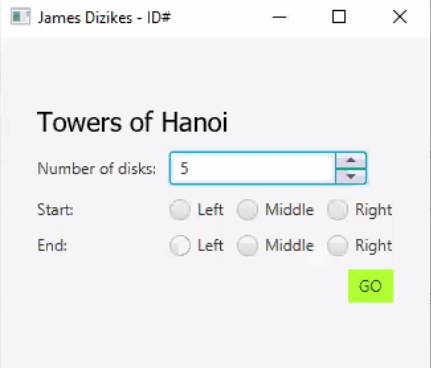 James Dizikes - ID#
Towers of Hanoi
Number of disks: 5
Start: Left Middle Right
End: Left Middle Right
GO